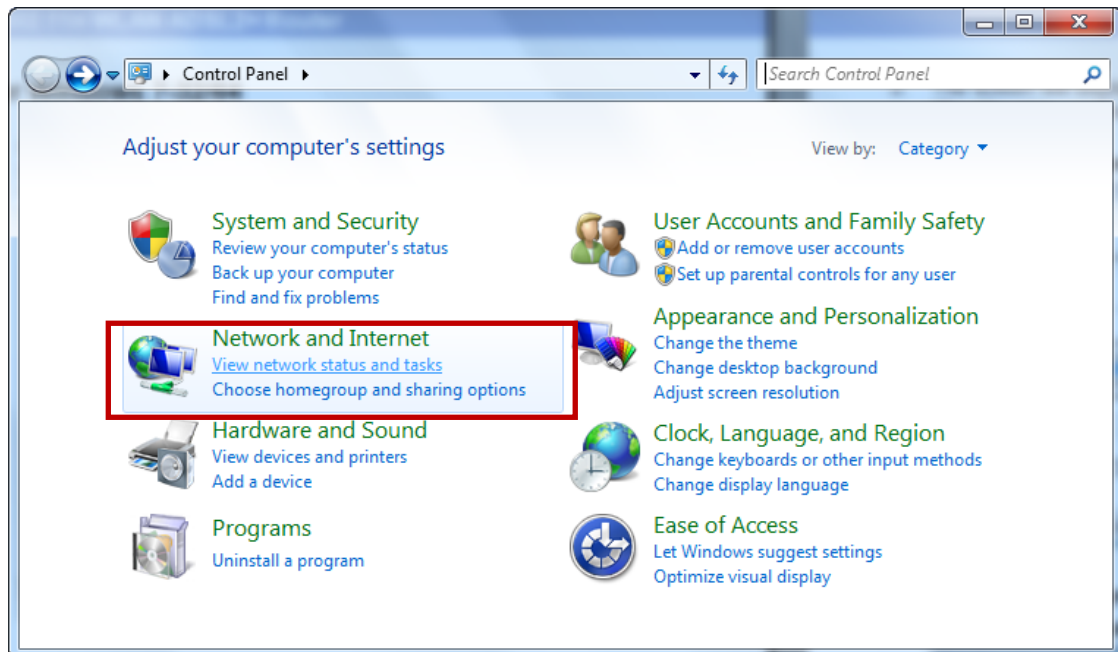 Control Panel
Search Control Panel
Adjust your computer's settings
View by: Category
System and Security
Review your computer's status
Back up your computer
Find and fix problems
Network and Internet
View network status and tasks
Choose homegroup and sharing options
Hardware and Sound
View devices and printers
Add a device
Programs
Uninstall a program
User Accounts and Family Safety
Add or remove user accounts
Set up parental controls for any user
Appearance and Personalization
Change the theme
Change desktop background
Adjust screen resolution
Clock, Language, and Region
Change keyboards or other input methods
Change display language
Ease of Access
Let Windows suggest settings
Optimize visual display